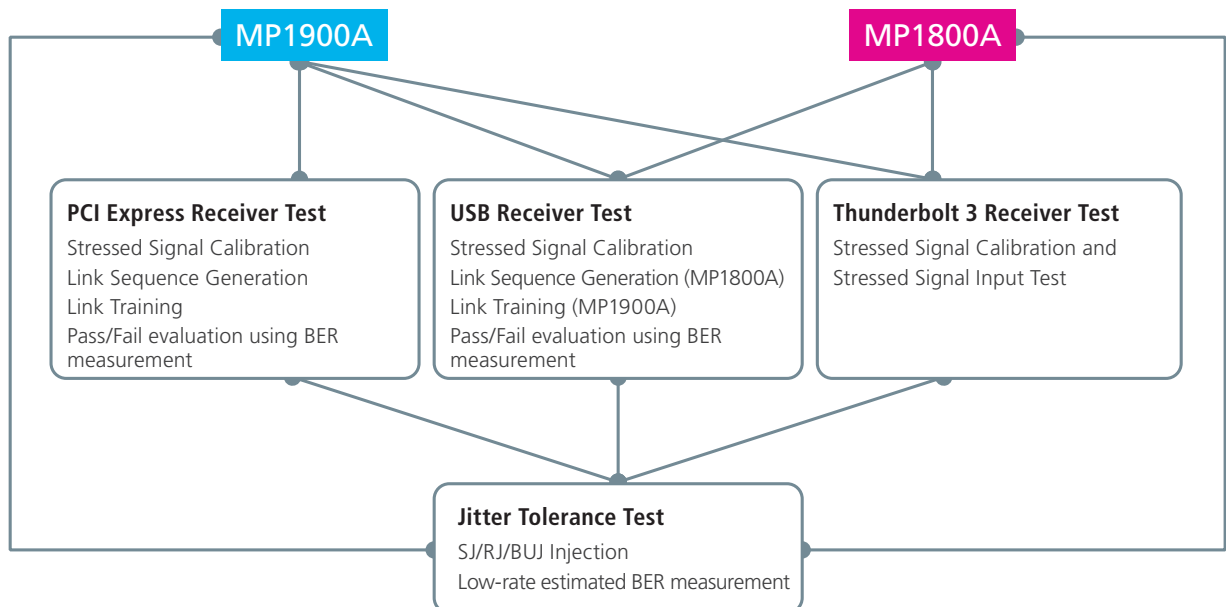 MP1900A
MP1800A
PCI Express Receiver Test
Stressed Signal Calibration
Link Sequence Generation
Link Training
Pass/Fail evaluation using BER
measurement
USB Receiver Test
Stressed Signal Calibration
Link Sequence Generation (MP1800A)
Link Training (MP1900A)
Pass/Fail evaluation using BER
measurement
Thunderbolt 3 Receiver Test
Stressed Signal Calibration and
Stressed Signal Input Test
Jitter Tolerance Test
SJ/RJ/BUJ Injection
Low-rate estimated BER measurement